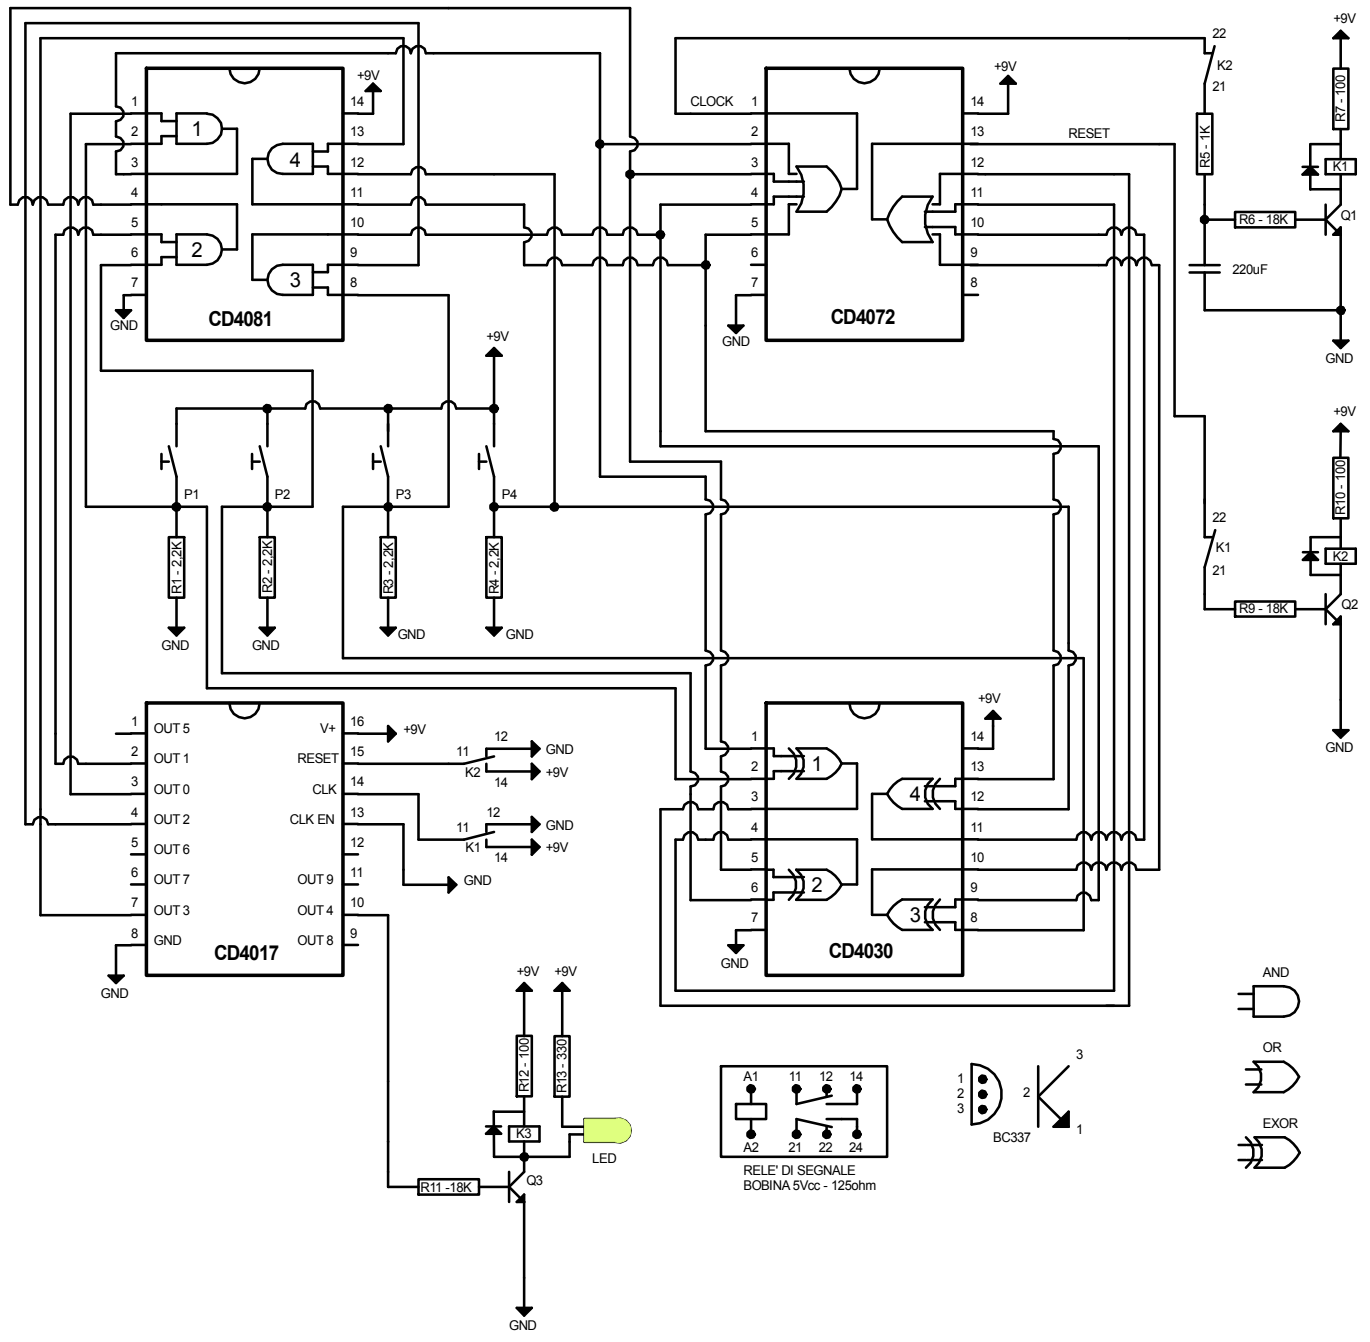 +9V
22
K2
21
R7 - 100
K1
Q1
R5 - 1K
R6 - 18K
220uF
GND
+9V
14
13
12
11
10
9
8
1
2
3
4
5
6
7
1
2
3
4
GND
CD4081
CLOCK
1
2
3
4
5
6
7
+9V
14
13
12
11
10
9
8
RESET
GND
CD4072
+9V
P1
P2
P3
P4
R1 - 2,2K
R2 - 2,2K
R3 - 2,2K
R4 - 2,2K
GND
GND
GND
GND
+9V
R10 - 100
22
K1
21
K2
R9 - 18K
Q2
GND
1 OUT 5
2 OUT 1
3 OUT 0
4 OUT 2
5 OUT 6
6 OUT 7
7 OUT 3
8 GND
V+ 16
RESET 15
CLK 14
CLK EN 13
12
OUT 9 11
OUT 4 10
OUT 8 9
CD4017
GND
+9V
11 12 GND
K2 14 +9V
11 12 GND
K1 14 +9V
GND
1
2
3
4
5
6
7
+9V
14
13
12
11
10
9
8
1
2
3
4
GND
CD4030
+9V +9V
R12 - 100
R13 - 330
K3
LED
R11 -18K
Q3
GND
A1 11 12 14
A2 21 22 24
RELE' DI SEGNALE
BOBINA 5Vcc - 125ohm
1
2
3
2
3
1
BC337
AND
OR
EXOR